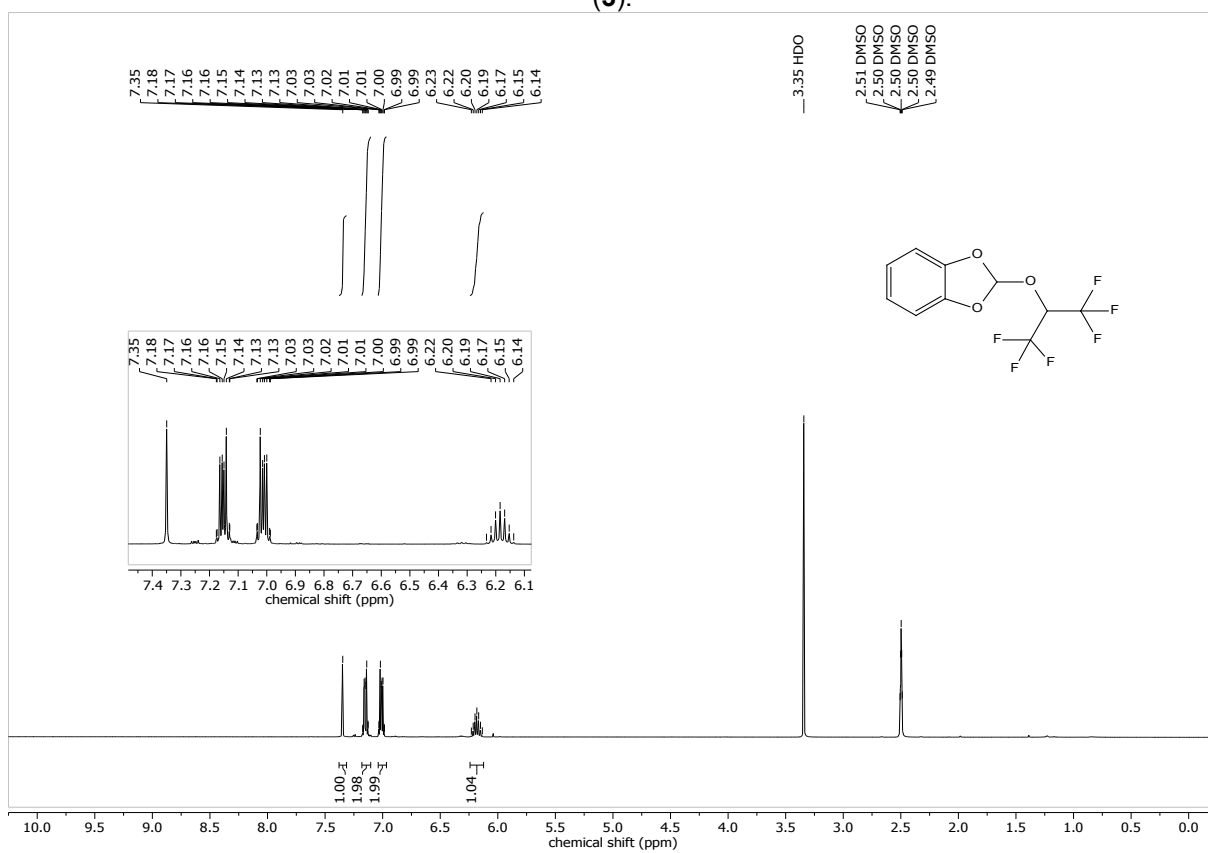 (3).
7.35 7.18 7.17 7.16 7.16 7.15 7.14 7.13 7.13 7.03 7.03 7.02 7.01 7.01 7.00 6.99 6.99 6.23 6.22 6.20 6.19 6.17 6.15 6.14
3.35 HDO
2.51 DMSO
2.50 DMSO
2.50 DMSO
2.50 DMSO
2.49 DMSO
O
O
O
F
F
F
F
F
F
7.35 7.18 7.17 7.16 7.16 7.15 7.14 7.13 7.13 7.03 7.03 7.02 7.01 7.01 7.00 6.99 6.99 6.22 6.20 6.19 6.17 6.15 6.14
7.4 7.3 7.2 7.1 7.0 6.9 6.8 6.7 6.6 6.5 6.4 6.3 6.2 6.1
chemical shift (ppm)
1.00 1.98 1.99 1.04
10.0 9.5 9.0 8.5 8.0 7.5 7.0 6.5 6.0 5.5 5.0 4.5 4.0 3.5 3.0 2.5 2.0 1.5 1.0 0.5 0.0
chemical shift (ppm)